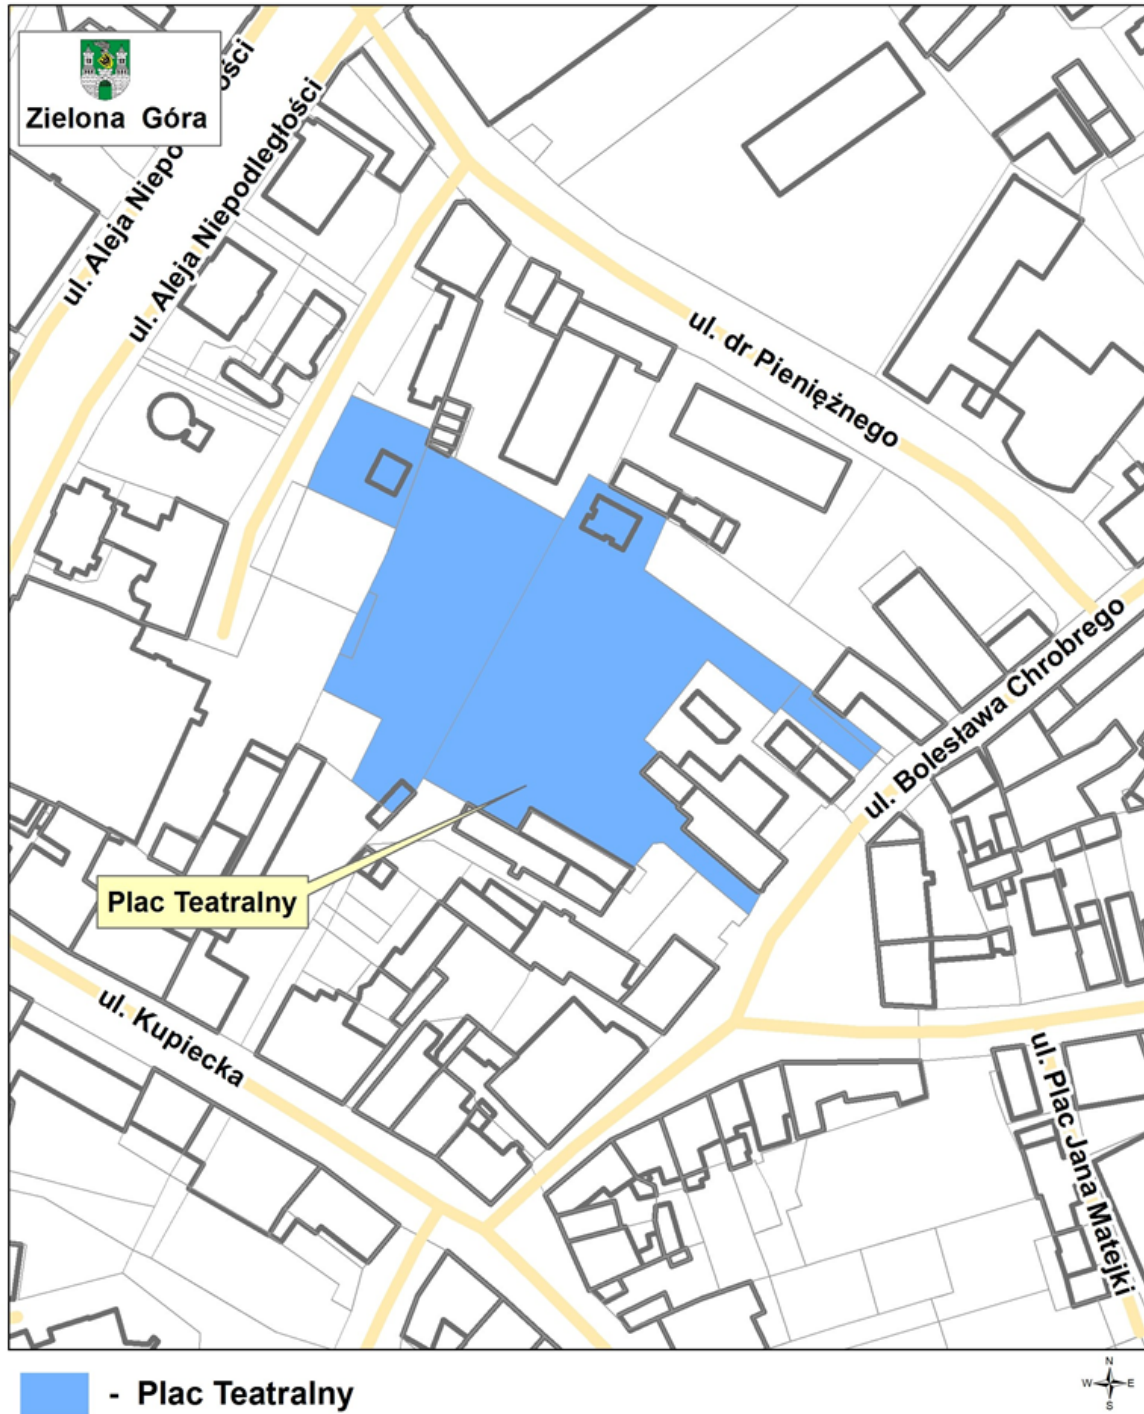 Zielona Góra
ul. Aleja Niepo
ości
ul. Aleja Niepodległości
ul. dr Pieniężnego
ul. Bolesława Chrobrego
Plac Teatralny
ul. Kupiecka
ul. Plac Jana Matejki
- Plac Teatralny
N
W E
S